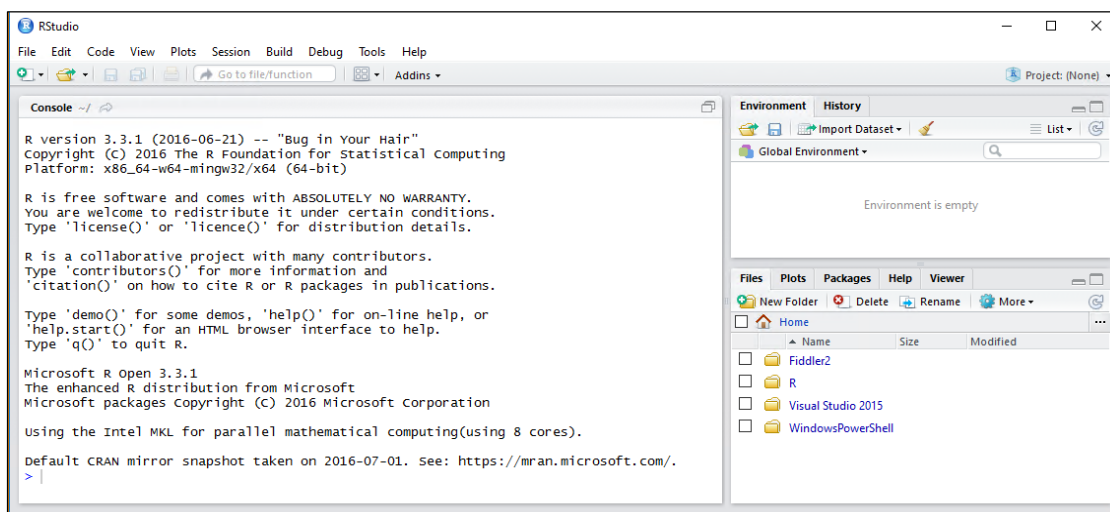 RStudio
File Edit Code View Plots Session Build Debug Tools Help
Go to file/function Addins Project: (None)
Console ~/
R version 3.3.1 (2016-06-21) -- "Bug in Your Hair"
Copyright (C) 2016 The R Foundation for Statistical Computing
Platform: x86_64-w64-mingw32/x64 (64-bit)
R is free software and comes with ABSOLUTELY NO WARRANTY.
You are welcome to redistribute it under certain conditions.
Type 'license()' or 'licence()' for distribution details.
R is a collaborative project with many contributors.
Type 'contributors()' for more information and
'citation()' on how to cite R or R packages in publications.
Type 'demo()' for some demos, 'help()' for on-line help, or
'help.start()' for an HTML browser interface to help.
Type 'q()' to quit R.
Microsoft R Open 3.3.1
The enhanced R distribution from Microsoft
Microsoft packages Copyright (C) 2016 Microsoft Corporation
Using the Intel MKL for parallel mathematical computing(using 8 cores).
Default CRAN mirror snapshot taken on 2016-07-01. See: https://mran.microsoft.com/.
>
Environment History
Import Dataset List
Global Environment
Environment is empty
Files Plots Packages Help Viewer
New Folder Delete Rename More
Home ...
Name Size Modified
Fiddler2
R
Visual Studio 2015
WindowsPowerShell